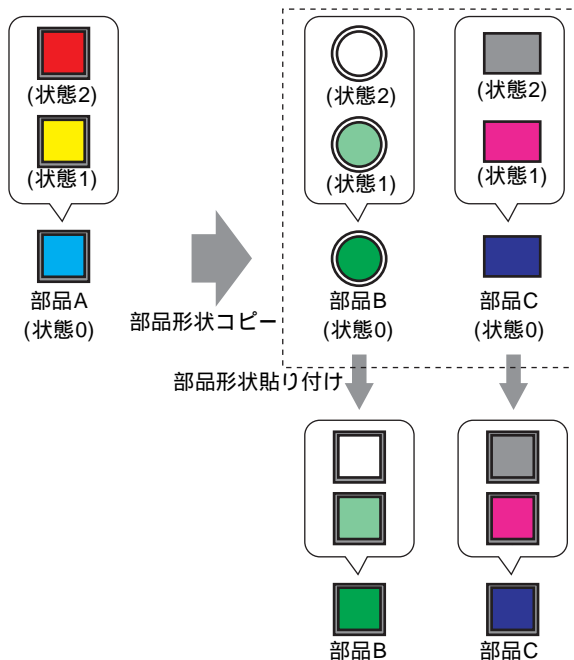 (状態2)
(状態1)
部品A
(状態0)
部品形状コピー
(状態2)
(状態1)
部品B
(状態0)
(状態2)
(状態1)
部品C
(状態0)
部品形状貼り付け
部品B
部品C